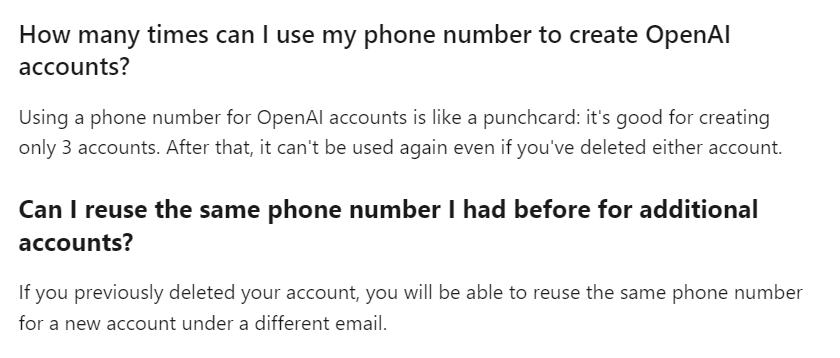 How many times can I use my phone number to create OpenAI
accounts?
Using a phone number for OpenAI accounts is like a punchcard: it's good for creating
only 3 accounts. After that, it can't be used again even if you've deleted either account.
Can I reuse the same phone number I had before for additional
accounts?
If you previously deleted your account, you will be able to reuse the same phone number
for a new account under a different email.